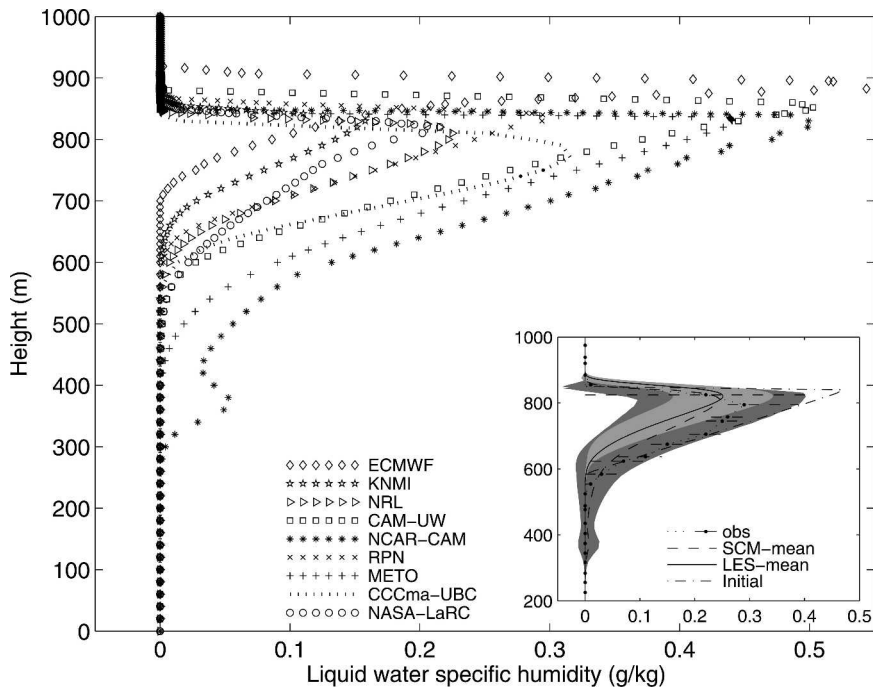 1000
900
800
700
600
500
400
300
200
100
0
Height (m)
0
0.1
0.2
0.3
0.4
0.5
Liquid water specific humidity (g/kg)
ECMWF
KNMI
NRL
CAM-UW
NCAR-CAM
RPN
METO
CCCma-UBC
NASA-LaRC
1000
800
600
400
200
0
0.1
0.2
0.3
0.4
0.5
obs
SCM-mean
LES-mean
Initial